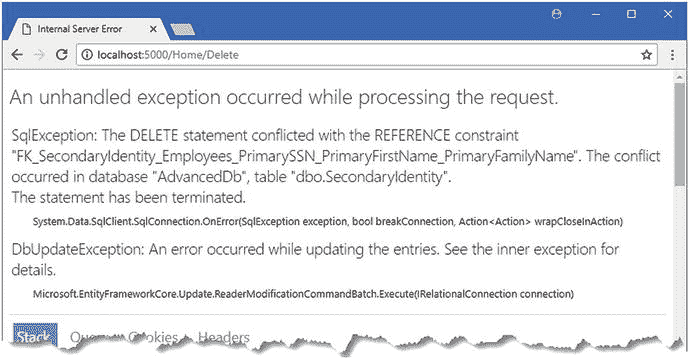 Internal Server Error
localhost:5000/Home/Delete
An unhandled exception occurred while processing the request.
SqlException: The DELETE statement conflicted with the REFERENCE constraint
"FK_SecondaryIdentity_Employees_PrimarySSN_PrimaryFirstName_PrimaryFamilyName". The conflict
occurred in database "AdvancedDb", table "dbo.SecondaryIdentity".
The statement has been terminated.
System.Data.SqlClient.SqlConnection.OnError(SqlException exception, bool breakConnection, Action<Action> wrapCloseInAction)
DbUpdateException: An error occurred while updating the entries. See the inner exception for
details.
Microsoft.EntityFrameworkCore.Update.ReaderModificationCommandBatch.Execute(IRelationalConnection connection)
Stack Query Cookies Headers